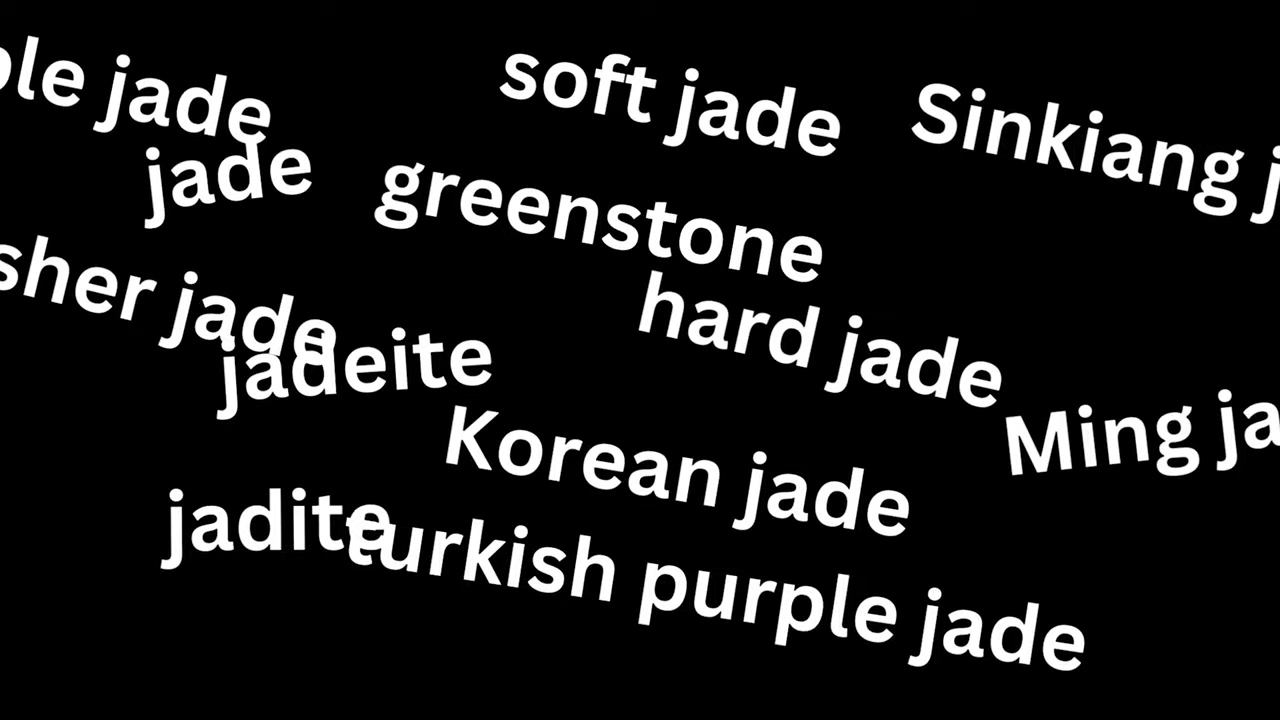 ple jade
soft jade
Sinkiang j
jade
greenstone
sher jade
hard jade
jadeite
Ming ja
Korean jade
jadite
turkish purple jade